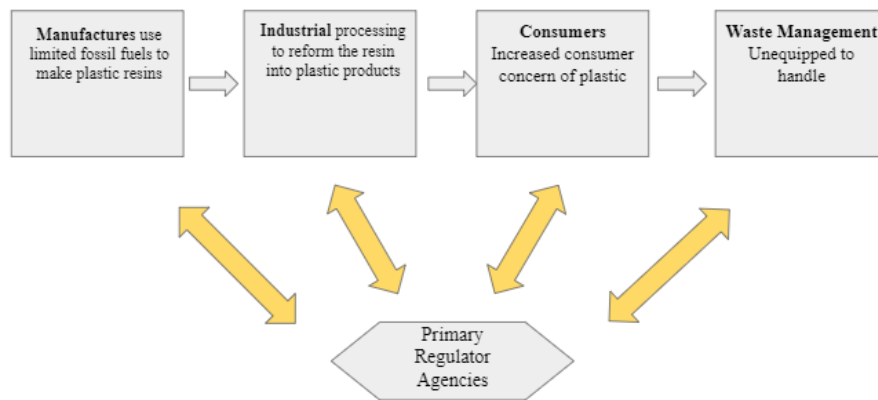 Manufactures use
limited fossil fuels to
make plastic resins
Industrial processing
to reform the resin
into plastic products
Consumers
Increased consumer
concern of plastic
Waste Management
Unequipped to
handle
Primary
Regulator
Agencies